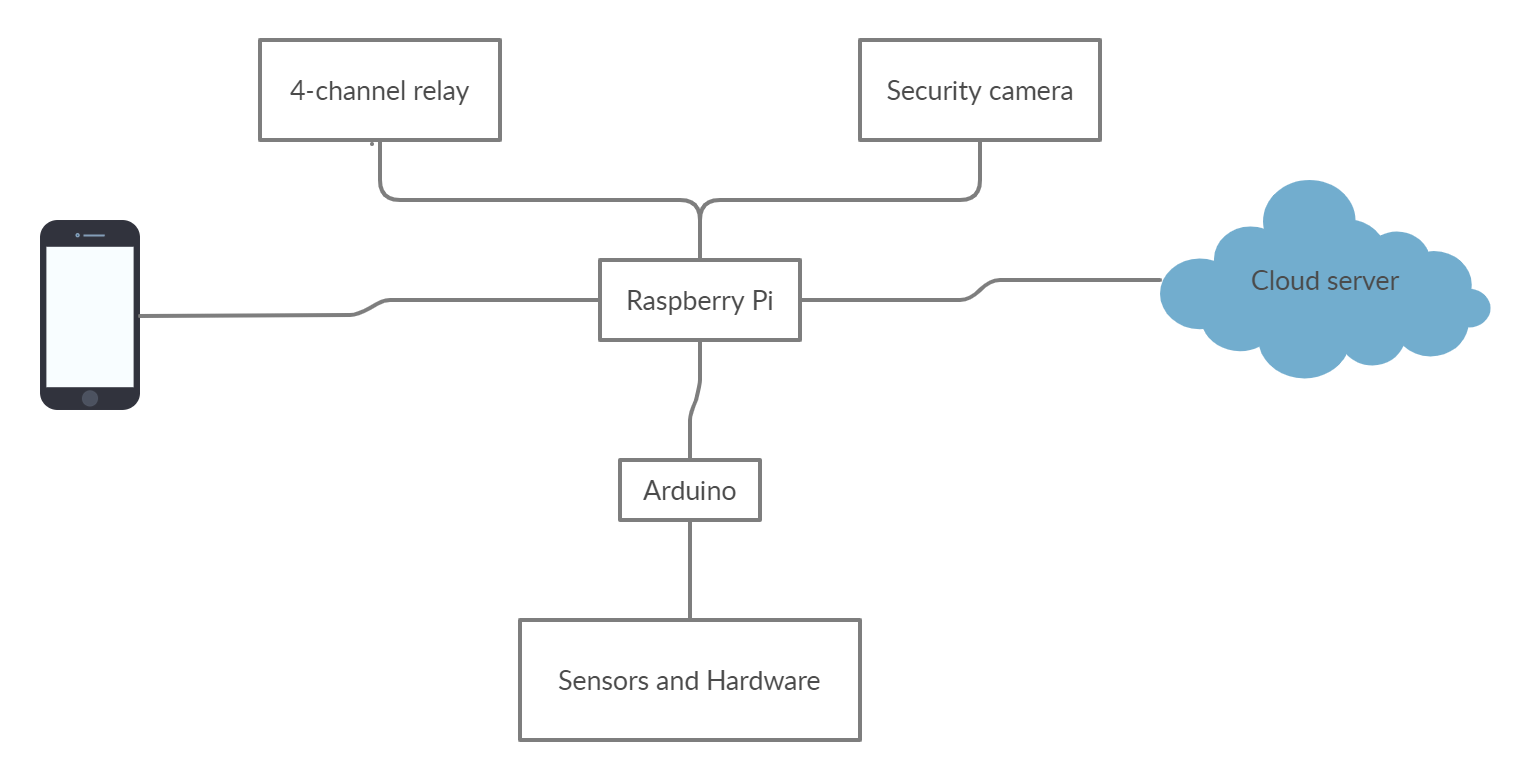 4-channel relay
Security camera
Cloud server
Raspberry Pi
Arduino
Sensors and Hardware